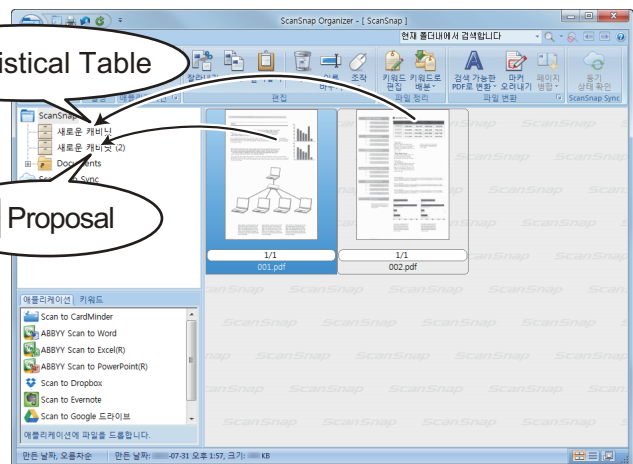 ScanSnap Organizer - [ ScanSnap ]
현재 폴더내에서 검색합니다
istical Table
조작
키워드 편집
키워드로 배분
검색 가능한 PDF로 변환
마커 오려내기
페이지 병합
동기 상태 확인
편집
파일 정리
파일 변환
ScanSnap Sync
ScanSnap
새로운 캐비닛
새로운 캐비닛 (2)
Documents
Proposal
1/1
001.pdf
1/1
002.pdf
애플리케이션 키워드
Scan to CardMinder
ABBYY Scan to Word
ABBYY Scan to Excel(R)
ABBYY Scan to PowerPoint(R)
Scan to Dropbox
Scan to Evernote
Scan to Google 드라이브
애플리케이션에 파일을 드롭합니다.
만든 날짜, 오름차순 만든 날짜: -07-31 오후 1:57, 크기: KB